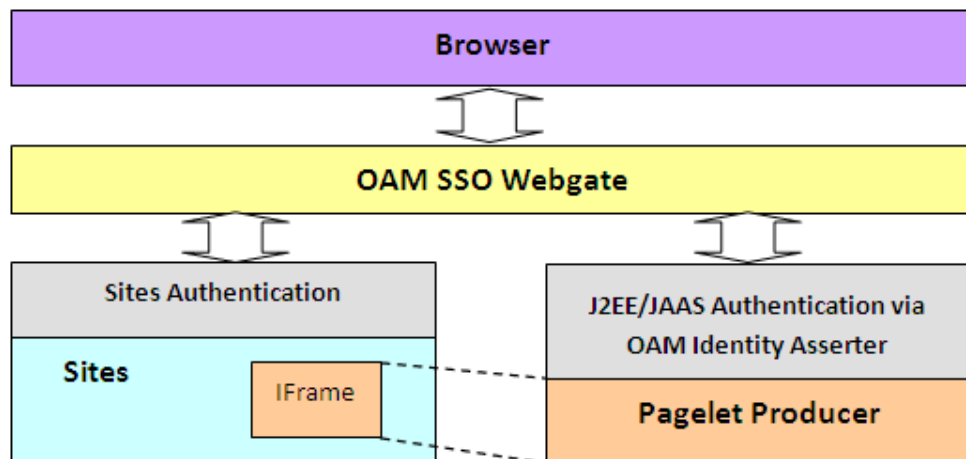 Browser
OAM SSO Webgate
Sites Authentication
Sites
IFrame
J2EE/JAAS Authentication via
OAM Identity Asserter
Pagelet Producer